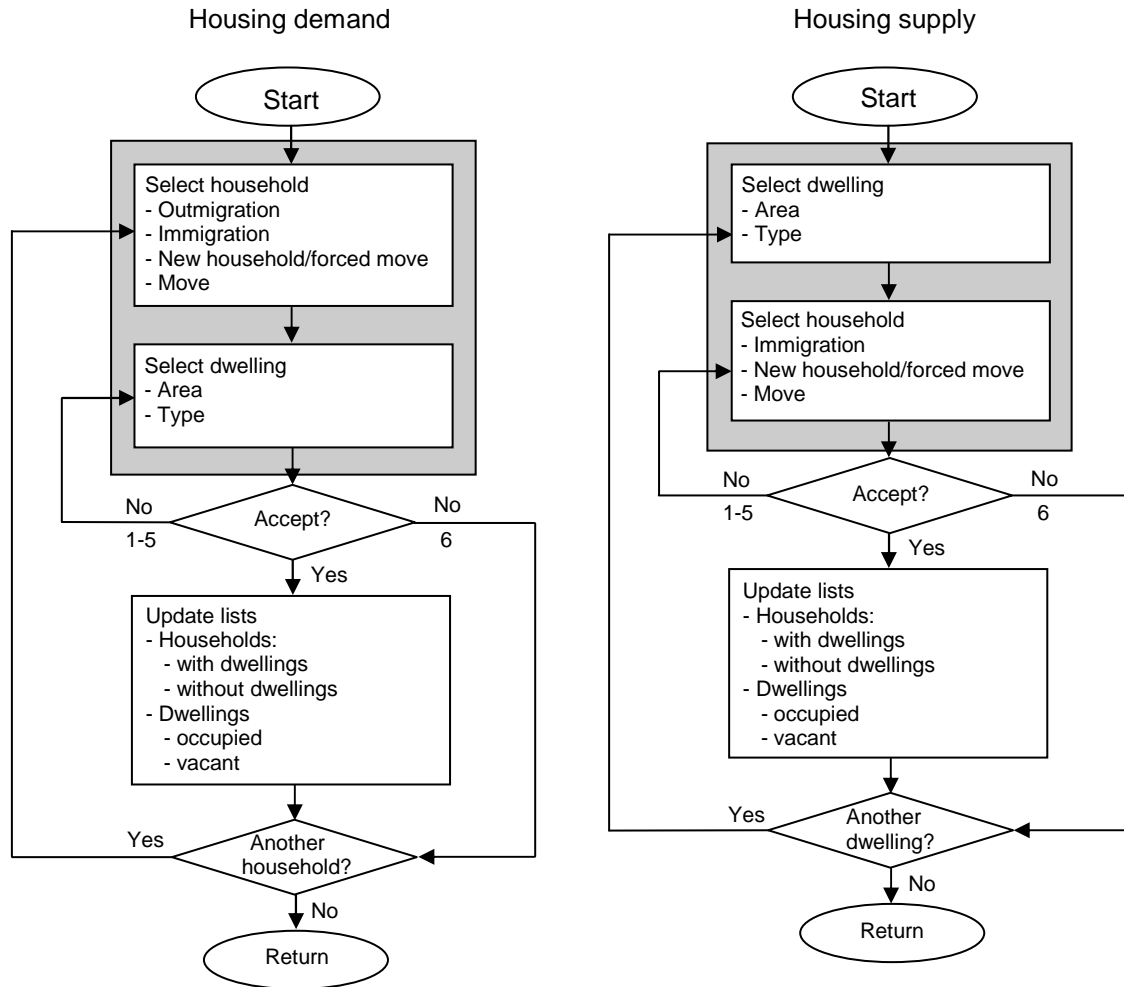 Housing demand
Start
Select household
- Outmigration
- Immigration
- New household/forced move
- Move
Select dwelling
- Area
- Type
No
1-5
Accept?
No
6
Yes
Update lists
- Households:
- with dwellings
- without dwellings
- Dwellings
- occupied
- vacant
Yes
Another
household?
No
Return
Housing supply
Start
Select dwelling
- Area
- Type
Select household
- Immigration
- New household/forced move
- Move
No
1-5
Accept?
No
6
Yes
Update lists
- Households:
- with dwellings
- without dwellings
- Dwellings
- occupied
- vacant
Yes
Another
dwelling?
No
Return